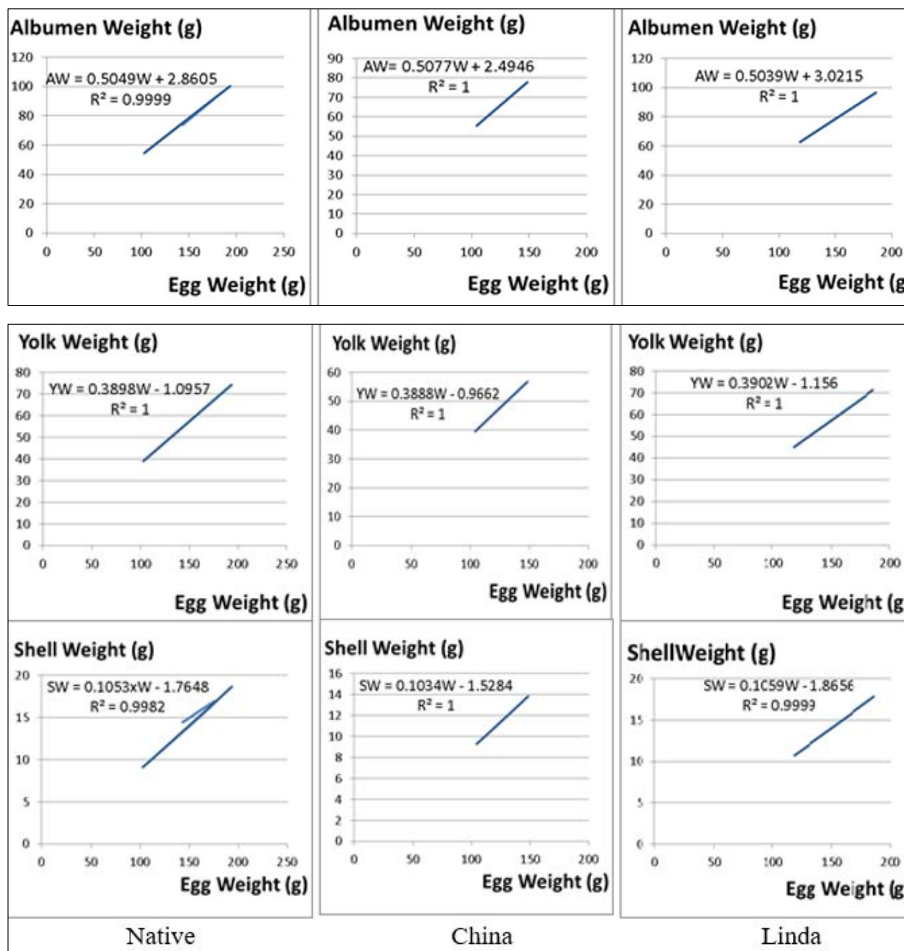 Albumen Weight (g)
120
100
80
60
40
20
0
AW = 0.5049W + 2.8605
R² = 0.9999
0 50 100 150 200 250
Egg Weight (g)
Albumen Weight (g)
90
80
70
60
50
40
30
20
10
0
AW= 0.5077W + 2.4946
R² = 1
0 50 100 150 200
Egg Weight (g)
Albumen Weight (g)
120
100
80
60
40
20
0
AW = 0.5039W + 3.0215
R² = 1
0 50 100 150 200
Egg Weight (g)
Yolk Weight (g)
80
70
60
50
40
30
20
10
0
YW = 0.3898W - 1.0957
R² = 1
0 50 100 150 200 250
Egg Weight (g)
Yolk Weight (g)
60
50
40
30
20
10
0
YW = 0.3888W - 0.9662
R² = 1
0 50 100 150 200
Egg Weight (g)
Yolk Weight (g)
80
70
60
50
40
30
20
10
0
YW = 0.3902W - 1.156
R² = 1
0 50 100 150 200
Egg Weight (g)
Shell Weight (g)
20
15
10
5
0
SW = 0.1053xW - 1.7648
R² = 0.9982
0 50 100 150 200 250
Egg Weight (g)
Shell Weight (g)
16
14
12
10
8
6
4
2
0
SW = 0.1034W - 1.5284
R² = 1
0 50 100 150 200
Egg Weight (g)
ShellWeight (g)
20
15
10
5
0
SW = 0.1059W - 1.8656
R² = 0.9999
0 50 100 150 200
Egg Weight (g)
Native
China
Linda